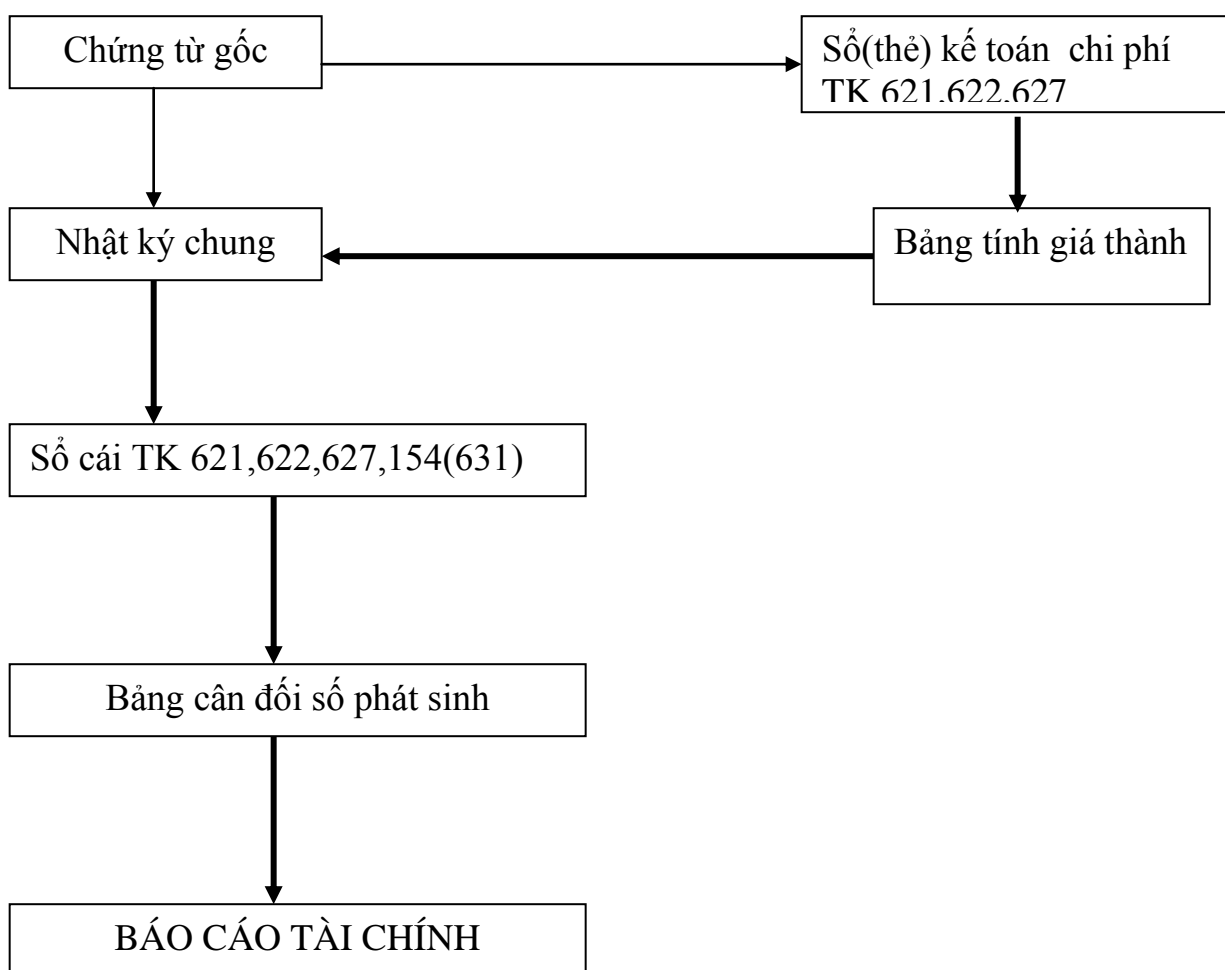 Chứng từ gốc
Sổ(thẻ) kế toán chi phí
TK 621,622,627
Nhật ký chung
Bảng tính giá thành
Sổ cái TK 621,622,627,154(631)
Bảng cân đối số phát sinh
BÁO CÁO TÀI CHÍNH